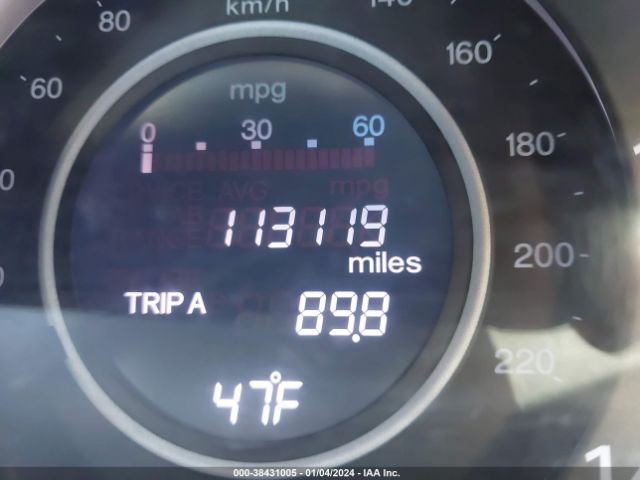 80 km/h 140
60 mpg 160
0 30 60 180
113119
miles 200
TRIP A 89.8
220
47°F
000-38431005 - 01/04/2024 - IAA Inc.